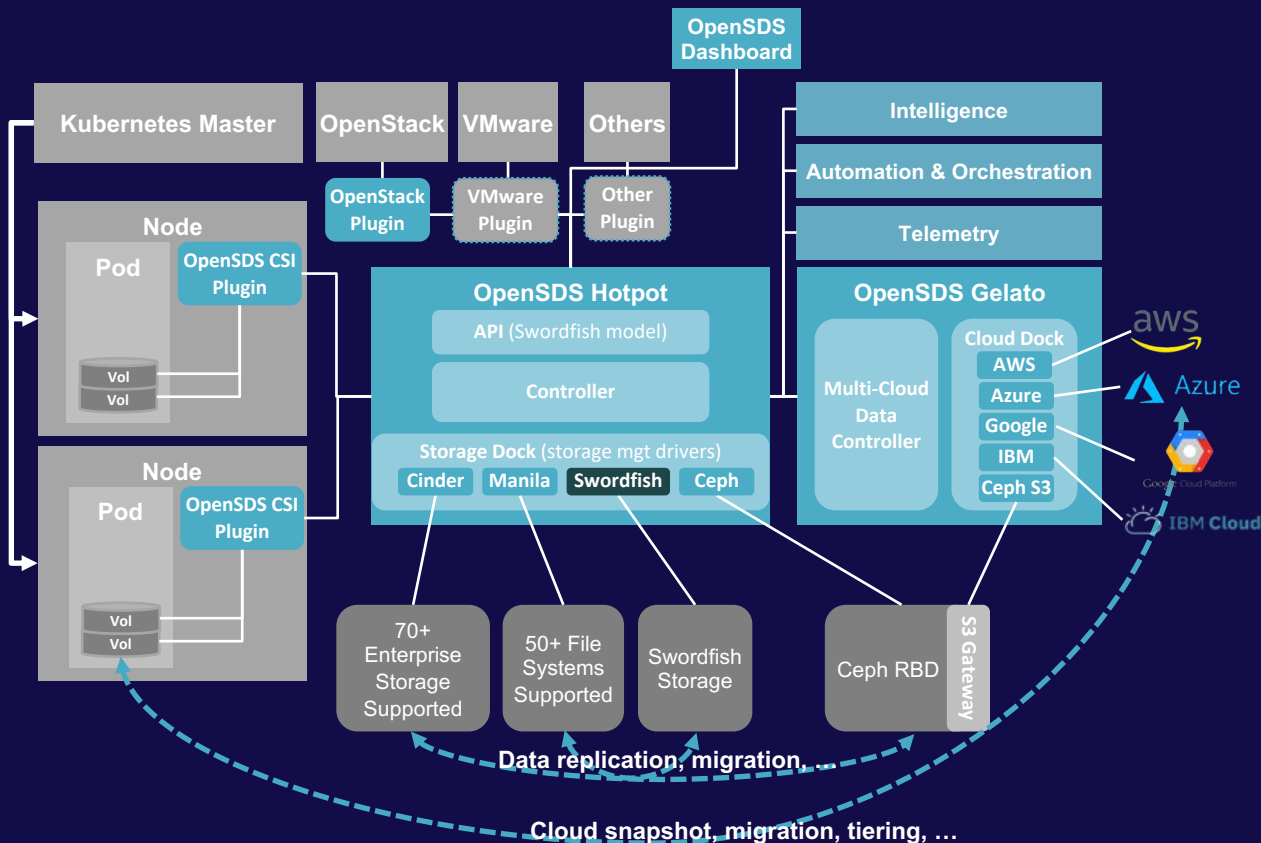 OpenSDS
Dashboard
Kubernetes Master
OpenStack
VMware
Others
Intelligence
Automation & Orchestration
Telemetry
OpenStack
Plugin
VMware
Plugin
Other
Plugin
Node
Pod
OpenSDS CSI
Plugin
Vol
Vol
Node
Pod
OpenSDS CSI
Plugin
Vol
Vol
OpenSDS Hotpot
API (Swordfish model)
Controller
Storage Dock (storage mgt drivers)
Cinder
Manila
Swordfish
Ceph
OpenSDS Gelato
Multi-Cloud
Data
Controller
Cloud Dock
AWS
Azure
Google
IBM
Ceph S3
aws
Azure
Google Cloud Platform
IBM Cloud
70+
Enterprise
Storage
Supported
50+ File
Systems
Supported
Swordfish
Storage
Ceph RBD
S3 Gateway
Data replication, migration, …
Cloud snapshot, migration, tiering, …